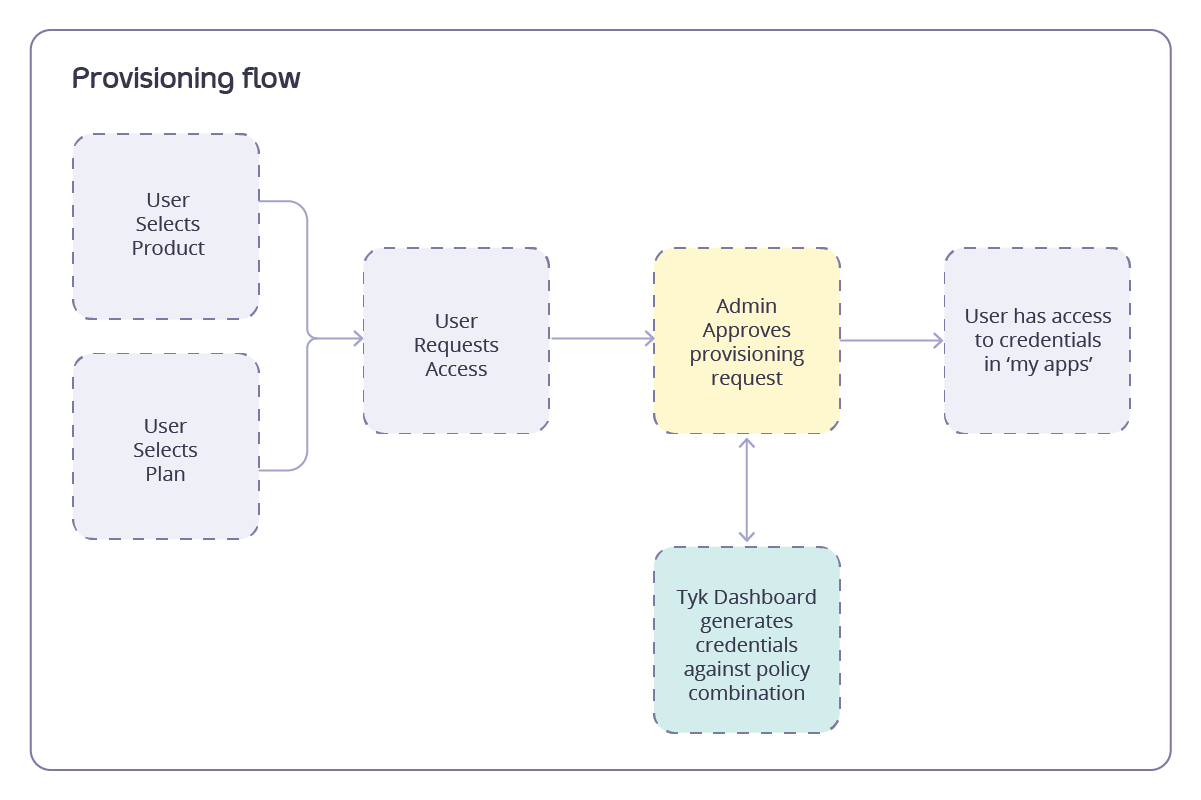 Provisioning flow
User
Selects
Product
User
Selects
Plan
User
Requests
Access
Admin
Approves
provisioning
request
User has access
to credentials
in ‘my apps’
Tyk Dashboard
generates
credentials
against policy
combination